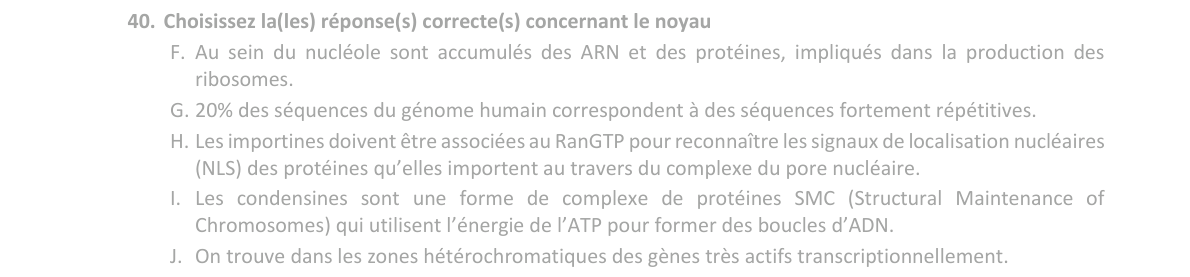 40. Choisissez la(les) réponse(s) correcte(s) concernant le noyau
F. Au sein du nucléole sont accumulés des ARN et des protéines, impliqués dans la production des
ribosomes.
G. 20% des séquences du génome humain correspondent à des séquences fortement répétitives.
H. Les importines doivent être associées au RanGTP pour reconnaître les signaux de localisation nucléaires
(NLS) des protéines qu’elles importent au travers du complexe du pore nucléaire.
I. Les condensines sont une forme de complexe de protéines SMC (Structural Maintenance of
Chromosomes) qui utilisent l’énergie de l’ATP pour former des boucles d’ADN.
J. On trouve dans les zones hétérochromatiques des gènes très actifs transcriptionnellement.